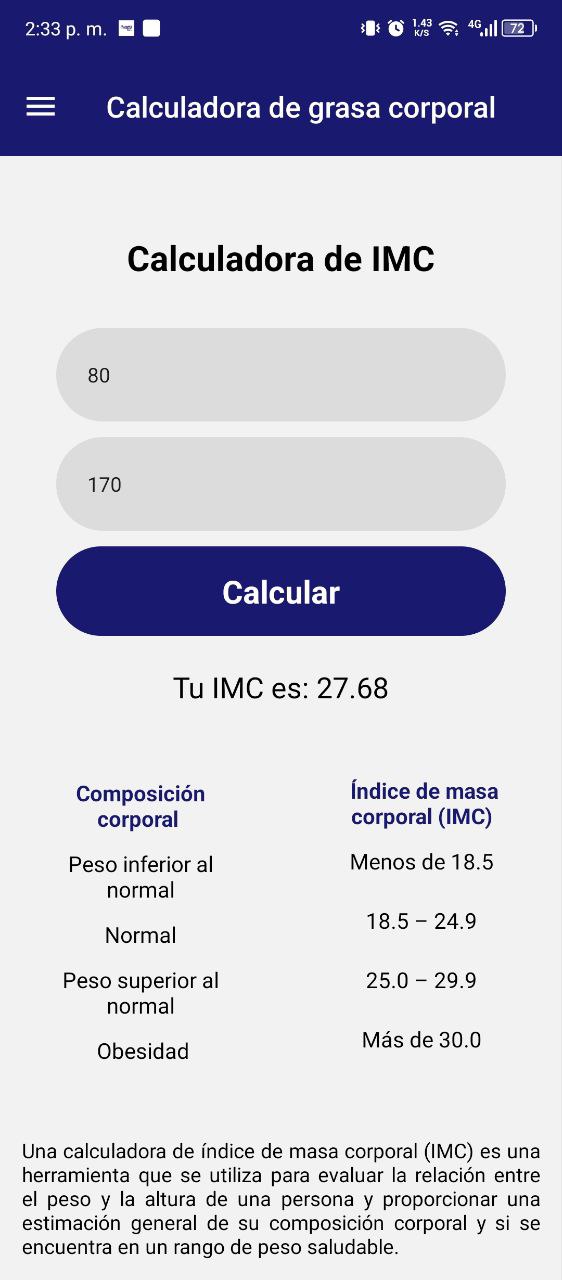 2:33 p. m.
1.43
K/S
4G
72
Calculadora de grasa corporal
Calculadora de IMC
80
170
Calcular
Tu IMC es: 27.68
Composición
corporal
Índice de masa
corporal (IMC)
Peso inferior al
normal
Menos de 18.5
Normal
18.5 – 24.9
Peso superior al
normal
25.0 – 29.9
Obesidad
Más de 30.0
Una calculadora de índice de masa corporal (IMC) es una
herramienta que se utiliza para evaluar la relación entre
el peso y la altura de una persona y proporcionar una
estimación general de su composición corporal y si se
encuentra en un rango de peso saludable.